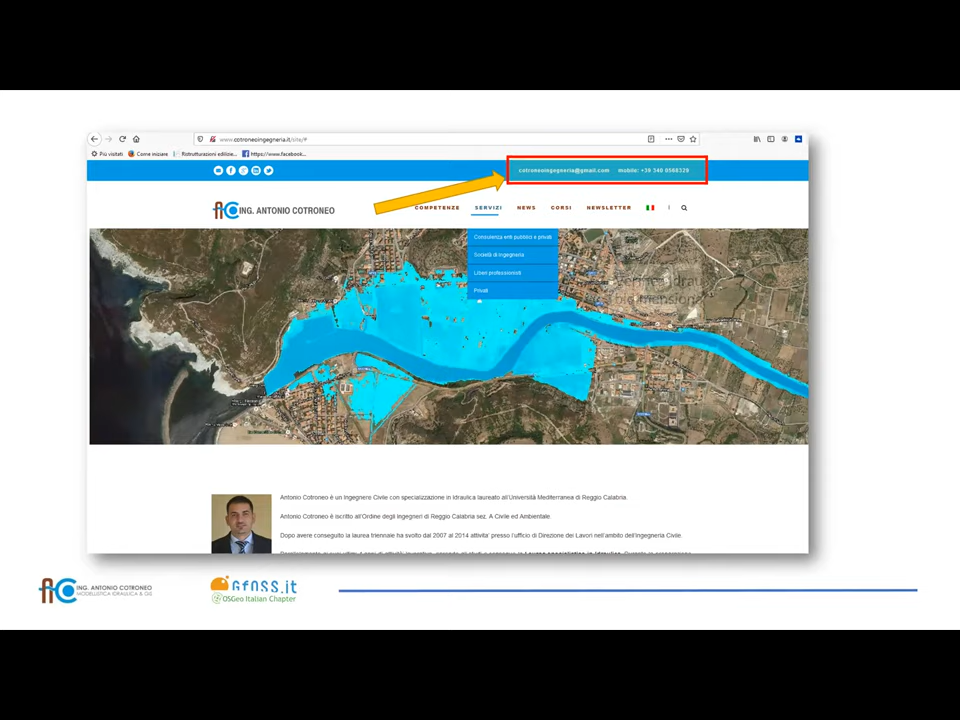 www.cotroneoingegneria.it/site/#
Più visitati Come iniziare Ristrutturazioni edilizie... https://www.facebook...
cotroneoingegneria@gmail.com mobile: +39 340 0568329
ING. ANTONIO COTRONEO
COMPETENZE SERVIZI NEWS CORSI NEWSLETTER
Consulenza enti pubblici e privati
Società di Ingegneria
Liberi professionisti
Privati
Antonio Cotroneo è un Ingegnere Civile con specializzazione in Idraulica laureato all'Università Mediterranea di Reggio Calabria.
Antonio Cotroneo è iscritto all'Ordine degli Ingegneri di Reggio Calabria sez. A Civile ed Ambientale.
Dopo avere conseguito la laurea triennale ha svolto dal 2007 al 2014 attivita' presso l'ufficio di Direzione dei Lavori nell'ambito dell'Ingegneria Civile.
ING. ANTONIO COTRONEO
MODELLISTICA IDRAULICA & GIS
GFOSS.it
OSGeo Italian Chapter